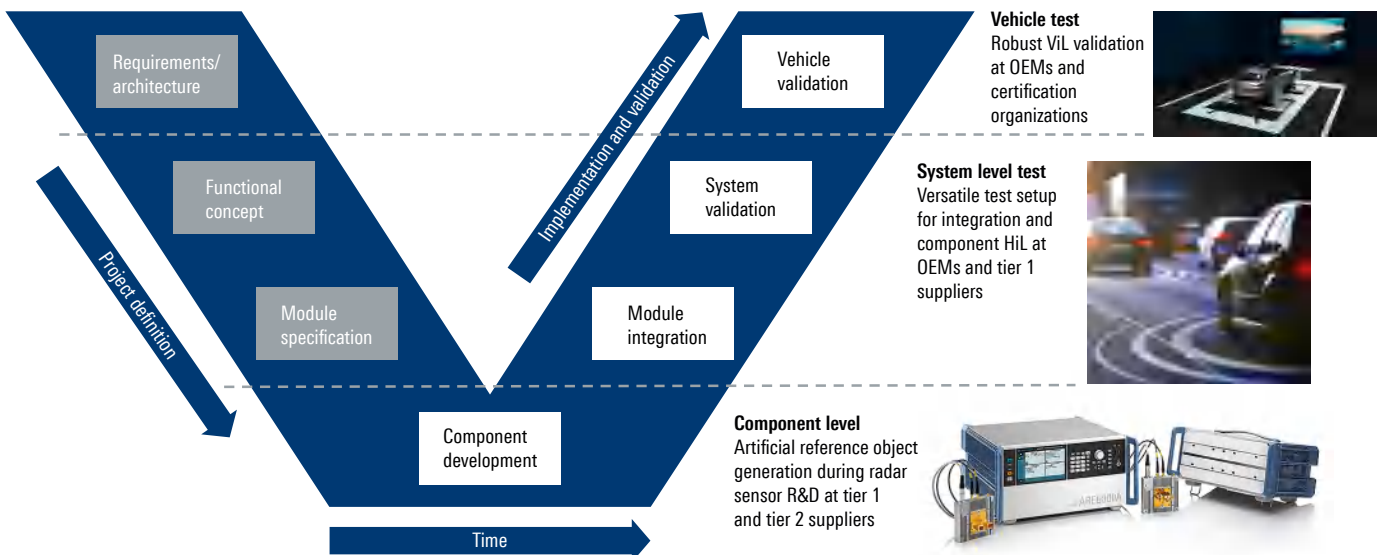 Requirements/
architecture
Functional
concept
Module
specification
Project definition
Component
development
Time
Implementation and validation
Vehicle
validation
System
validation
Module
integration
Vehicle test
Robust ViL validation
at OEMs and
certification
organizations
System level test
Versatile test setup
for integration and
component HiL at
OEMs and tier 1
suppliers
Component level
Artificial reference object
generation during radar
sensor R&D at tier 1
and tier 2 suppliers